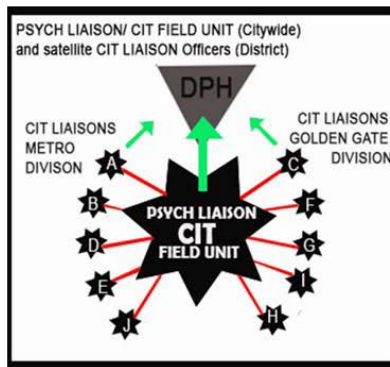 PSYCH LIAISON/ CIT FIELD UNIT (Citywide)
and satellite CIT LIAISON Officers (District)
DPH
CIT LIAISONS
METRO
DIVISON
CIT LIAISONS
GOLDEN GATE
DIVISION
A
C
B
F
PSYCH LIAISON
CIT
FIELD UNIT
D
G
E
I
J
H